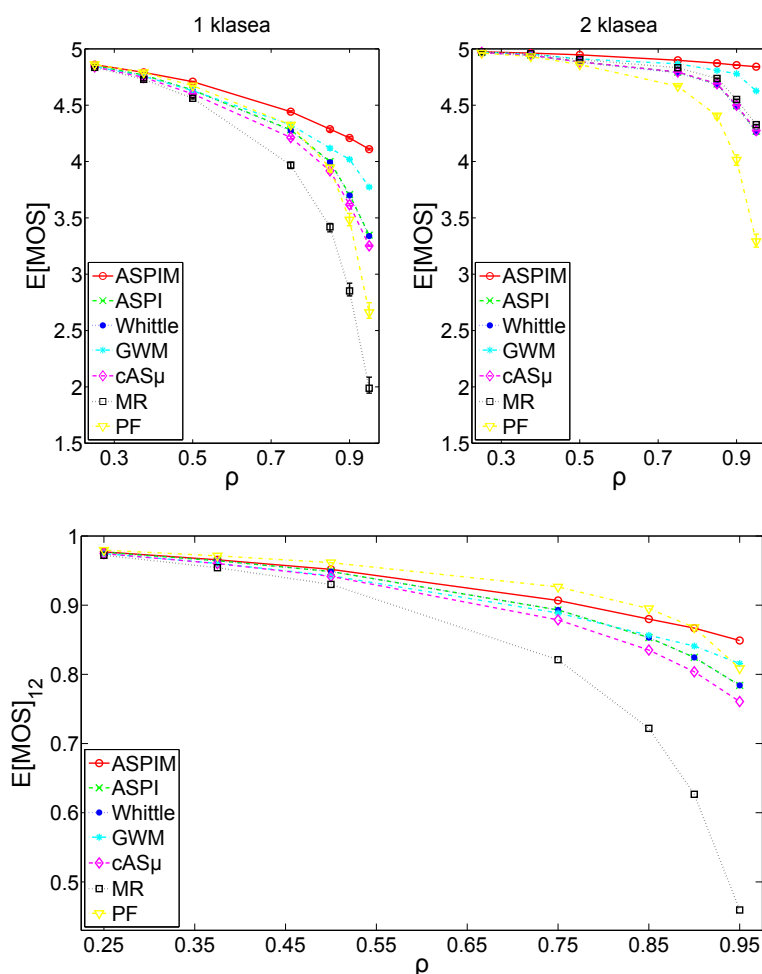 1 klasea
2 klasea
5
4.5
4
3.5
3
2.5
2
1.5
E[MOS]
ASPIM
ASPI
Whittle
GWM
cASμ
MR
PF
0.3 0.5 0.7 0.9
ρ
5
4.5
4
3.5
3
2.5
2
1.5
E[MOS]
ASPIM
ASPI
Whittle
GWM
cASμ
MR
PF
0.3 0.5 0.7 0.9
ρ
1
0.9
0.8
0.7
0.6
0.5
E[MOS]12
ASPIM
ASPI
Whittle
GWM
cASμ
MR
PF
0.25 0.35 0.45 0.55 0.65 0.75 0.85 0.95
ρ